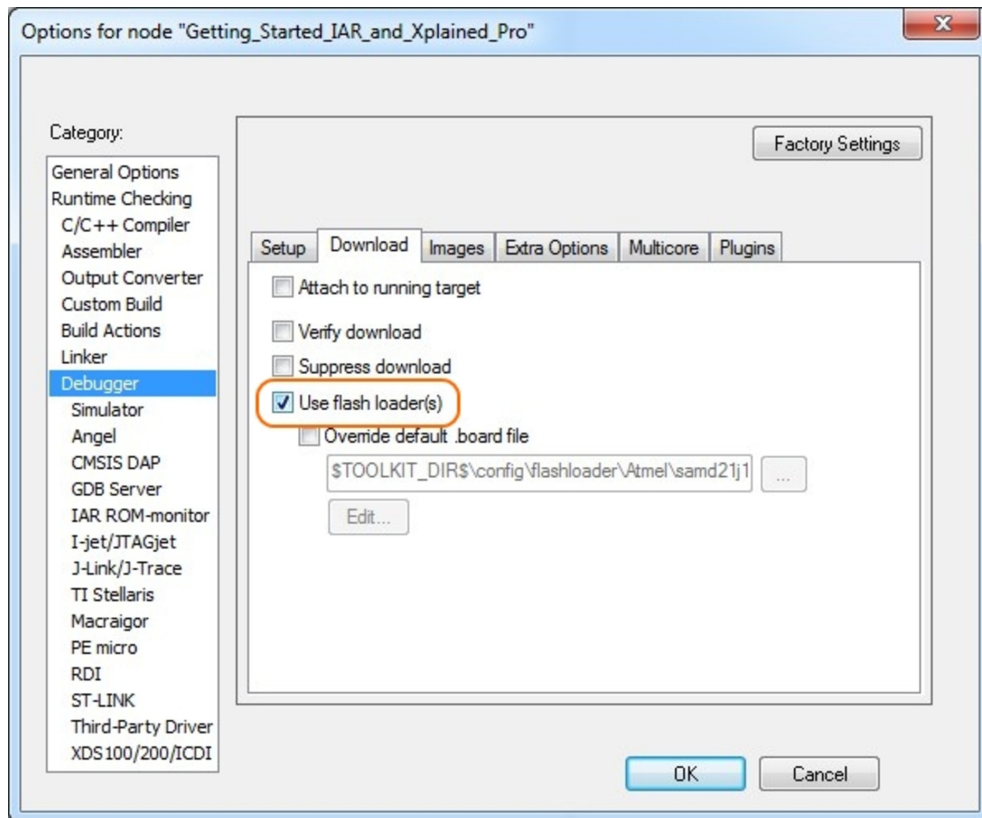 Options for node "Getting_Started_IAR_and_Xplained_Pro"
Category:
Factory Settings
General Options
Runtime Checking
C/C++ Compiler
Assembler
Output Converter
Custom Build
Build Actions
Linker
Debugger
Simulator
Angel
CMSIS DAP
GDB Server
IAR ROM-monitor
I-jet/JTAGjet
J-Link/J-Trace
TI Stellaris
Macraigor
PE micro
RDI
ST-LINK
Third-Party Driver
XDS100/200/ICDI
Setup Download Images Extra Options Multicore Plugins
Attach to running target
Verify download
Suppress download
Use flash loader(s)
Override default .board file
$TOOLKIT_DIR$\config\flashloader\Atmel\samd21j1
...
Edit...
OK Cancel